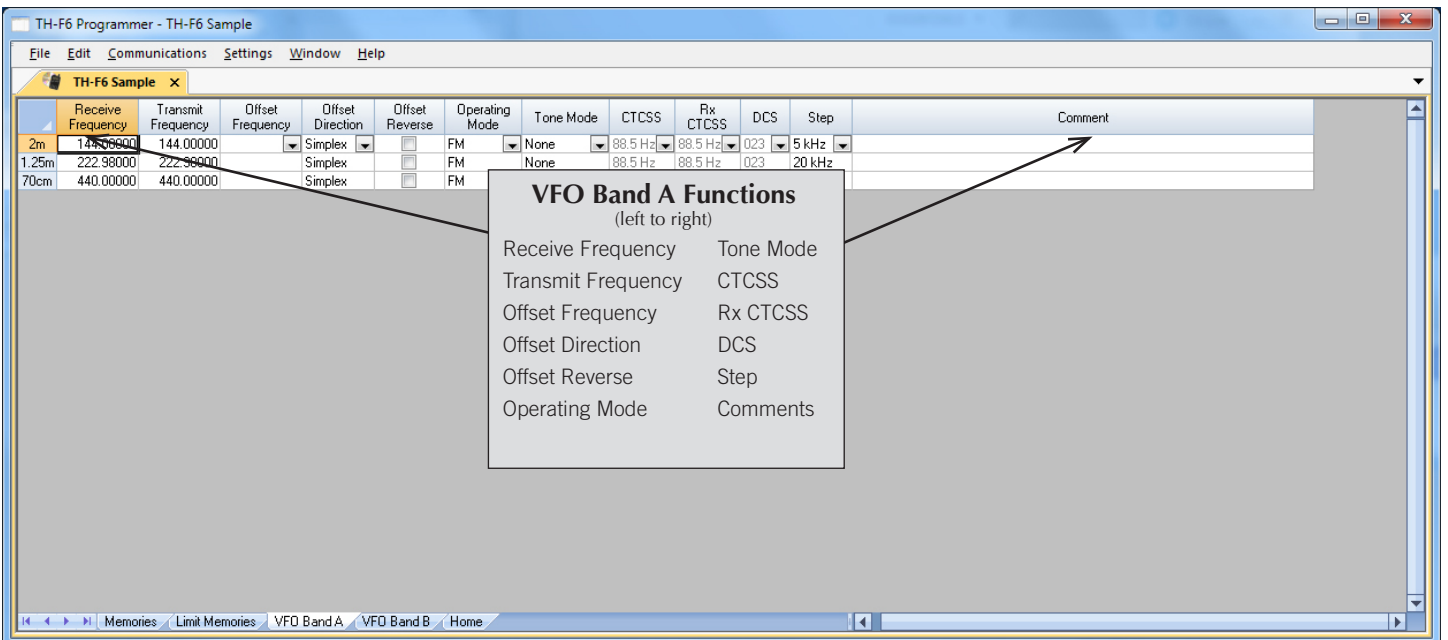 TH-F6 Programmer - TH-F6 Sample
File Edit Communications Settings Window Help
TH-F6 Sample X
Receive Frequency Transmit Frequency Offset Frequency Offset Direction Offset Reverse Operating Mode Tone Mode CTCSS Rx CTCSS DCS Step Comment
2m 144.00000 144.00000 Simplex FM None 88.5 Hz 88.5 Hz 023 5 kHz
1.25m 222.98000 222.98000 Simplex FM None 88.5 Hz 88.5 Hz 023 20 kHz
70cm 440.00000 440.00000 Simplex FM
VFO Band A Functions
(left to right)
Receive Frequency Tone Mode
Transmit Frequency CTCSS
Offset Frequency Rx CTCSS
Offset Direction DCS
Offset Reverse Step
Operating Mode Comments
Memories Limit Memories VFO Band A VFO Band B Home